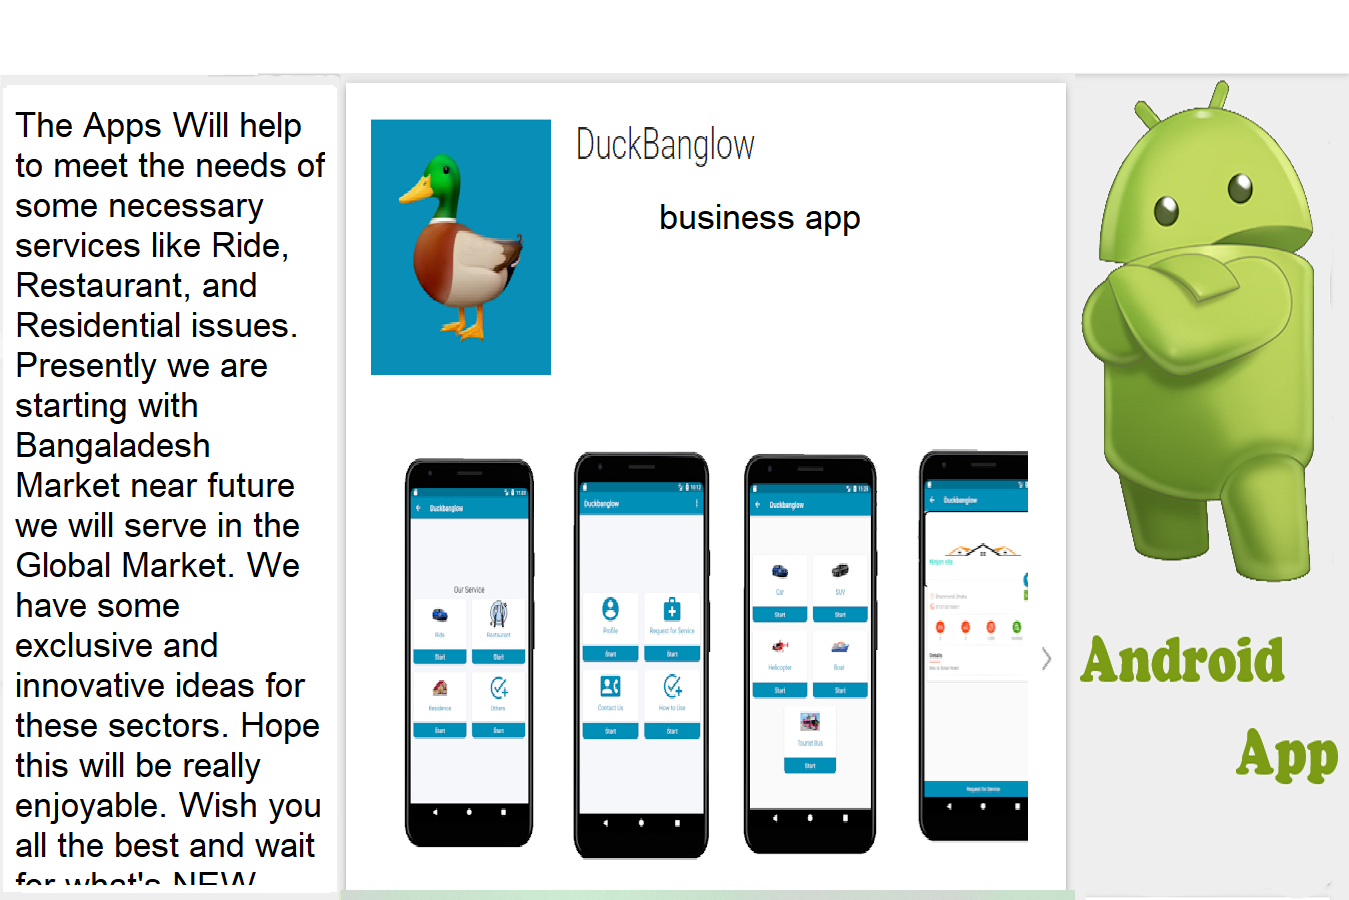 The Apps Will help
to meet the needs of
some necessary
services like Ride,
Restaurant, and
Residential issues.
Presently we are
starting with
Bangaladesh
Market near future
we will serve in the
Global Market. We
have some
exclusive and
innovative ideas for
these sectors. Hope
this will be really
enjoyable. Wish you
all the best and wait
for what's NEW
DuckBanglow
business app
Duckbanglow
Our Service
Ride
Restaurant
Start
Start
Residence
Others
Start
Start
10:12
Duckbanglow
Profile
Request for Service
Start
Start
Contact Us
How to Use
Start
Start
Duckbanglow
Car
SUV
Start
Start
Helicopter
Boat
Start
Start
Tourist Bus
Start
Duckbanglow
Details
Request for Service
Android
App